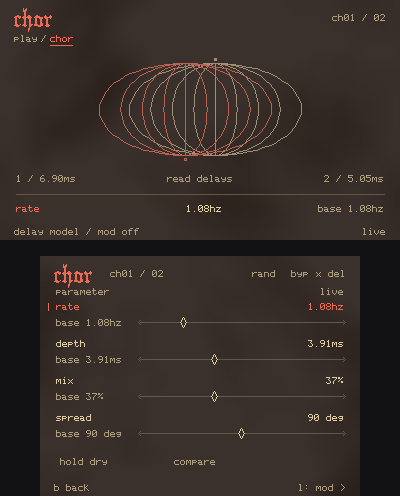 chor
ch01 / 02
play / chor
1 / 6.90ms read delays 2 / 5.05ms
rate 1.08hz base 1.08hz
delay model / mod off live
chor ch01 / 02 rand byp x del
parameter live
rate 1.08hz
base 1.08hz
depth 3.91ms
base 3.91ms
mix 37%
base 37%
spread 90 deg
base 90 deg
hold dry compare
b back l: mod >